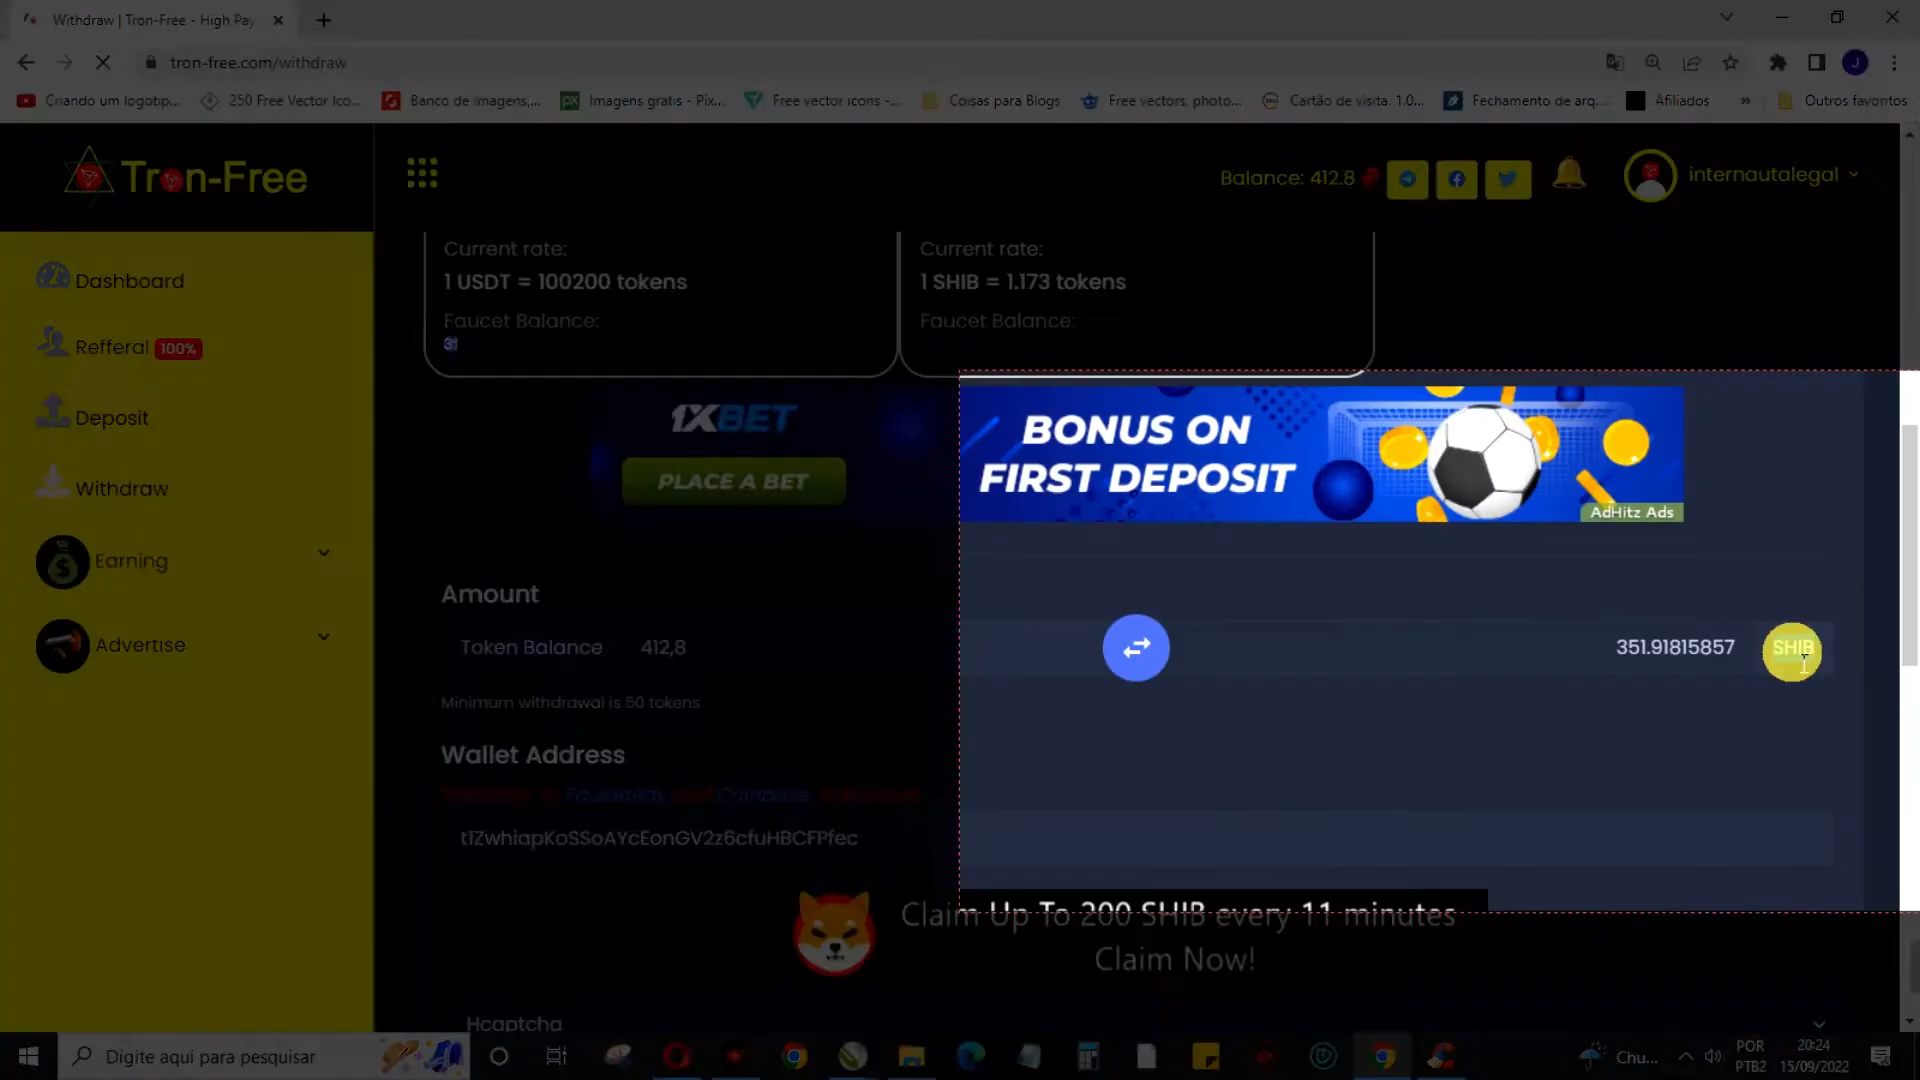 Withdraw | Tron-Free - High Pay
tron-free.com/withdraw
J
Criando um logotip...
250 Free Vector Ico...
Banco de imagens,...
Imagens gratis - Pix...
Free vector icons -...
Coisas para Blogs
Free vectors, photo...
Cartão de visita. 1.0...
Fechamento de arq...
Afiliados
Outros favoritos
Tron-Free
Balance: 412.8
internautalegal
Current rate:
1 USDT = 100200 tokens
Faucet Balance:
31
Current rate:
1 SHIB = 1.173 tokens
Faucet Balance:
Dashboard
Refferal 100%
Deposit
Withdraw
Earning
Advertise
1XBET
PLACE A BET
BONUS ON
FIRST DEPOSIT
AdHitz Ads
Amount
Token Balance 412,8
351.91815857 SHIB
Minimum withdrawal is 50 tokens
Wallet Address
t1ZwhiapKoSSoAYcEonGV2z6cfuHBCFPfec
Claim Up To 200 SHIB every 11 minutes
Claim Now!
Hcaptcha
Digite aqui para pesquisar
Chu...
POR
PTB2
20:24
15/09/2022